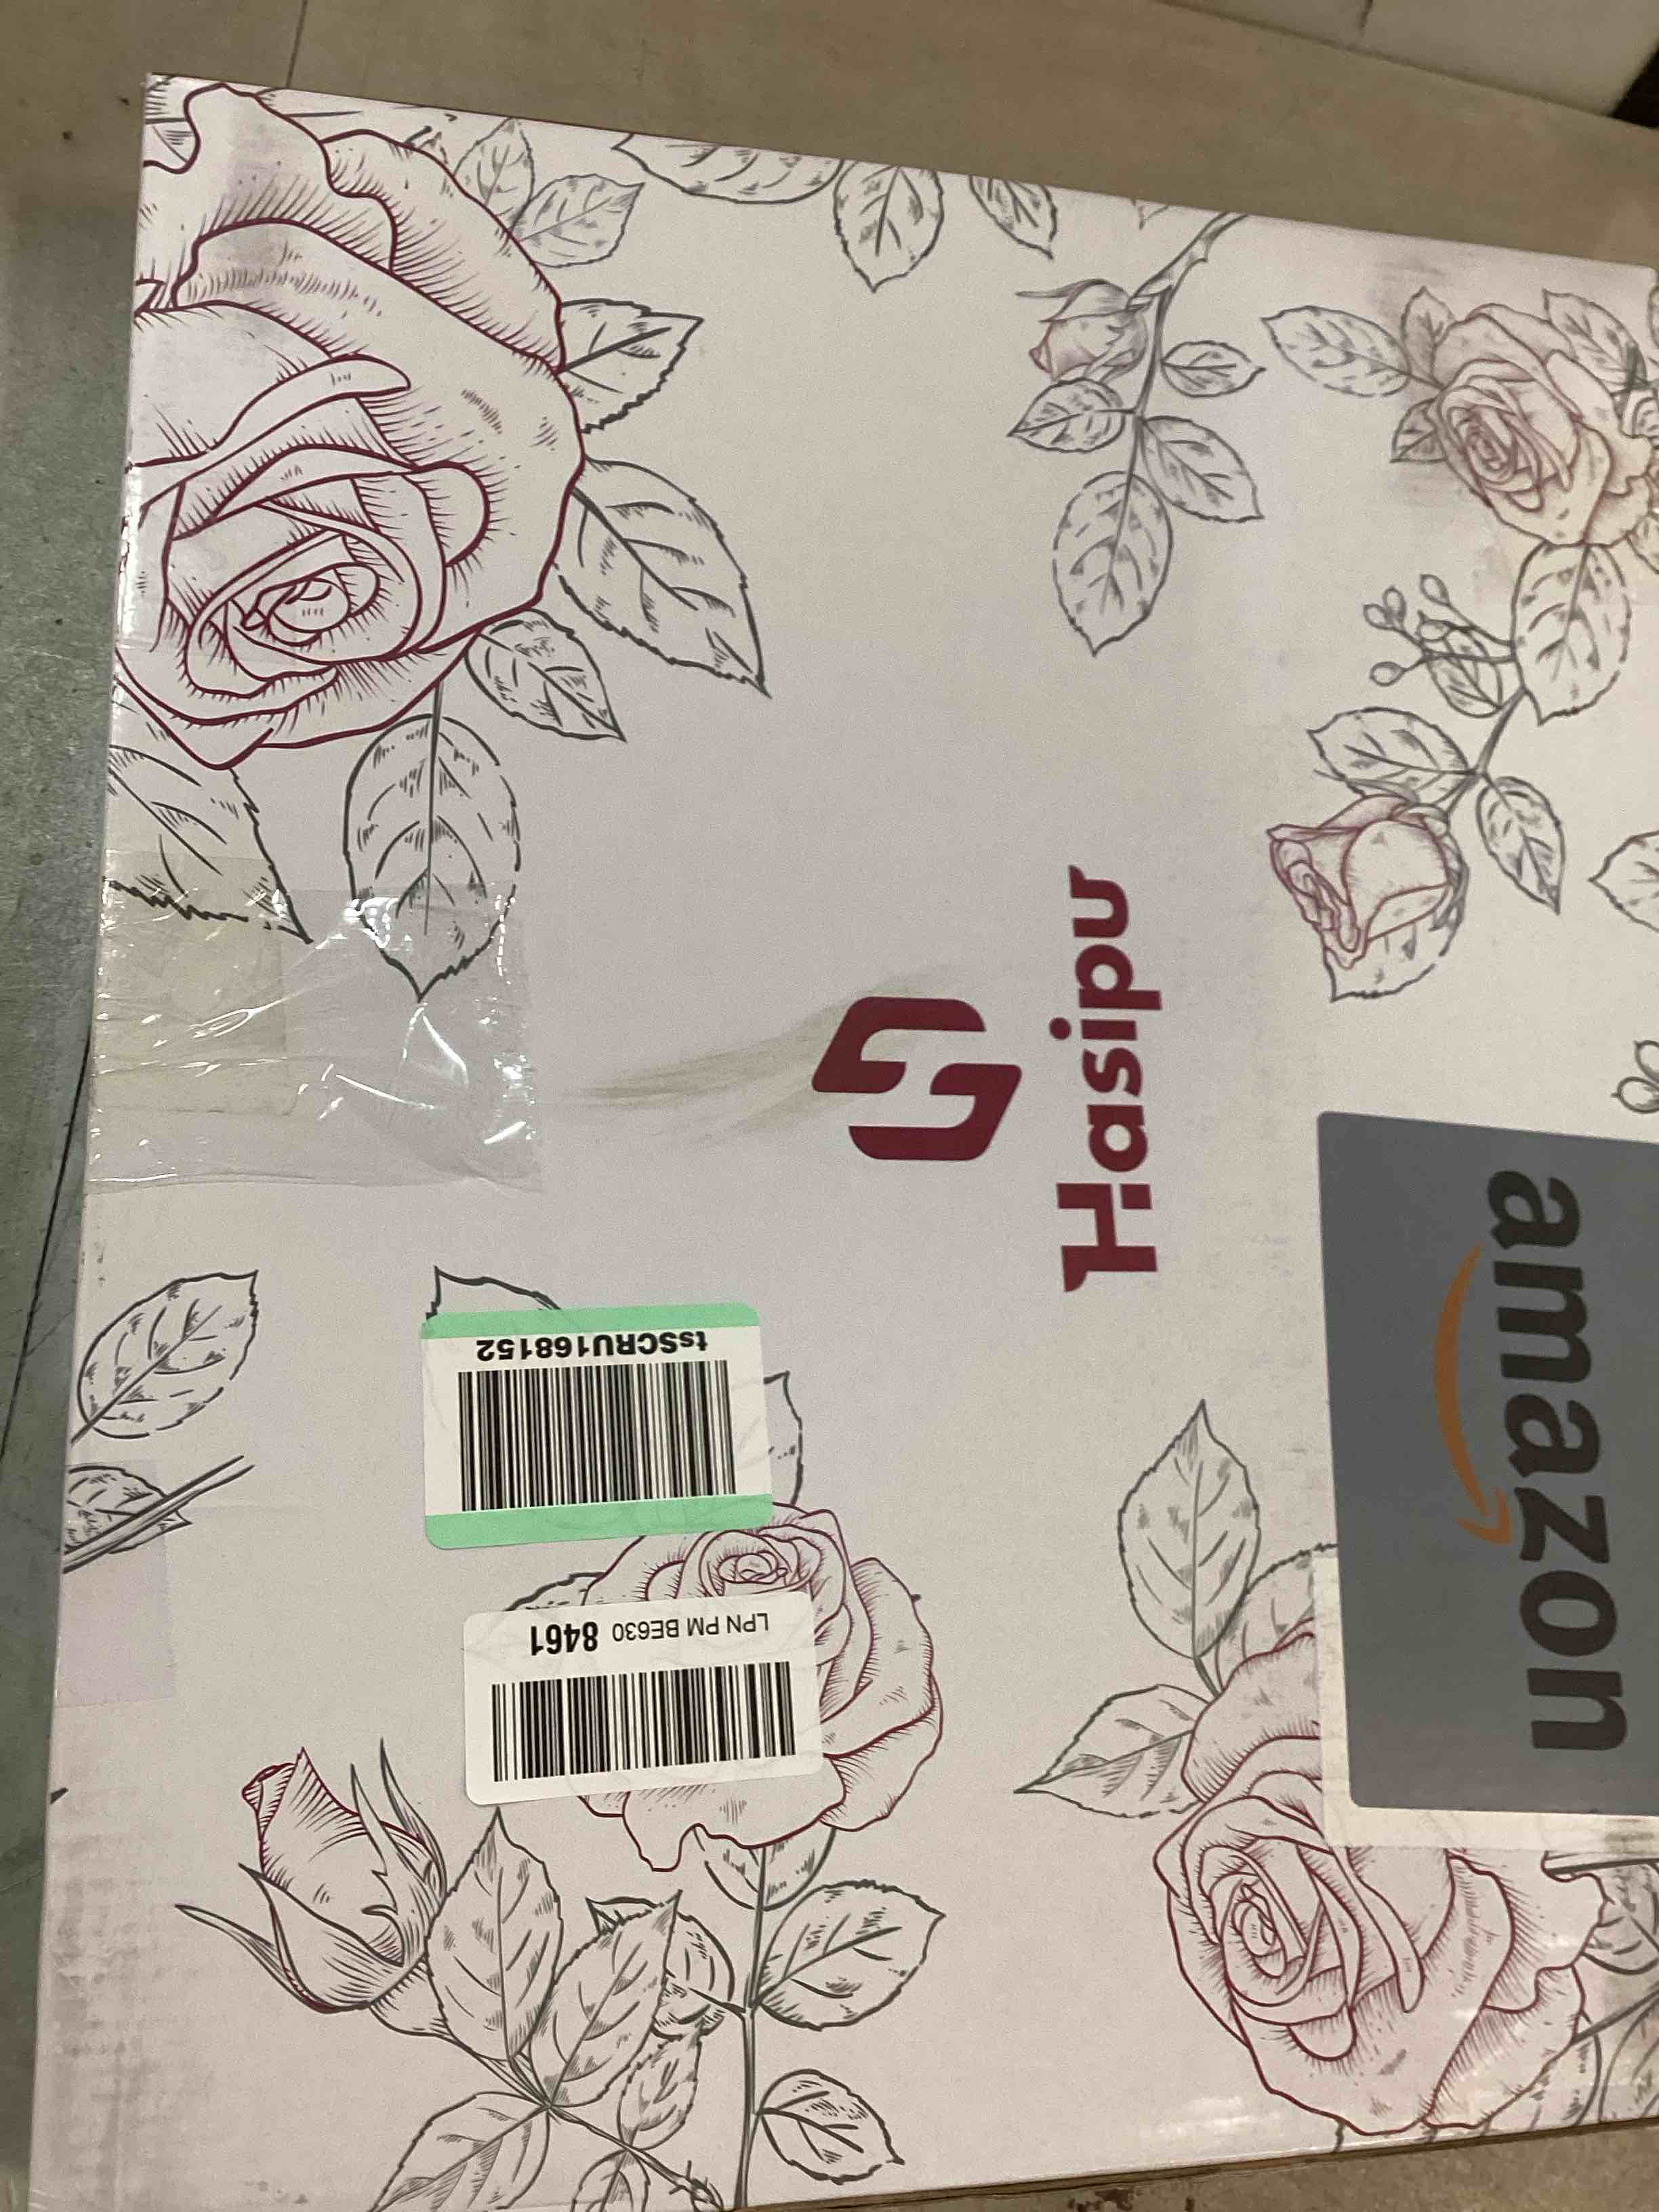 Hasipu
amazon
tsSCRU168152
LPN PM BE630 8461